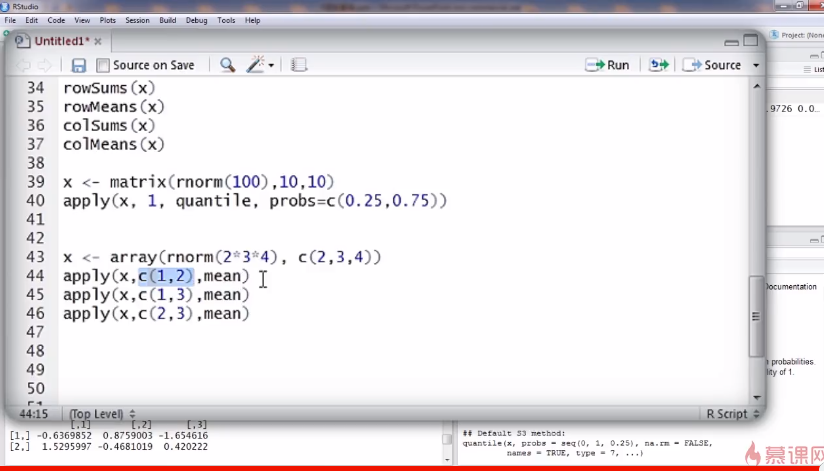 RStudio
File Edit Code View Plots Session Build Debug Tools Help
Project: (None
Untitled1* ×
Source on Save Run Source
34 rowSums(x)
35 rowMeans(x)
36 colSums(x)
37 colMeans(x)
38
39 x <- matrix(rnorm(100),10,10)
40 apply(x, 1, quantile, probs=c(0.25,0.75))
41
42
43 x <- array(rnorm(2*3*4), c(2,3,4))
44 apply(x,c(1,2),mean)
45 apply(x,c(1,3),mean)
46 apply(x,c(2,3),mean)
47
48
49
50
51
44:15 (Top Level) R Script
.9726 0.0…
Documentation
n probabilities.
lity of 1.
[,1] [,2] [,3]
[1,] -0.6369852 0.8759003 -1.654616
[2,] 1.5295997 -0.4681019 0.420222
## Default S3 method:
quantile(x, probs = seq(0, 1, 0.25), na.rm = FALSE,
names = TRUE, type = 7, ...)
慕课网